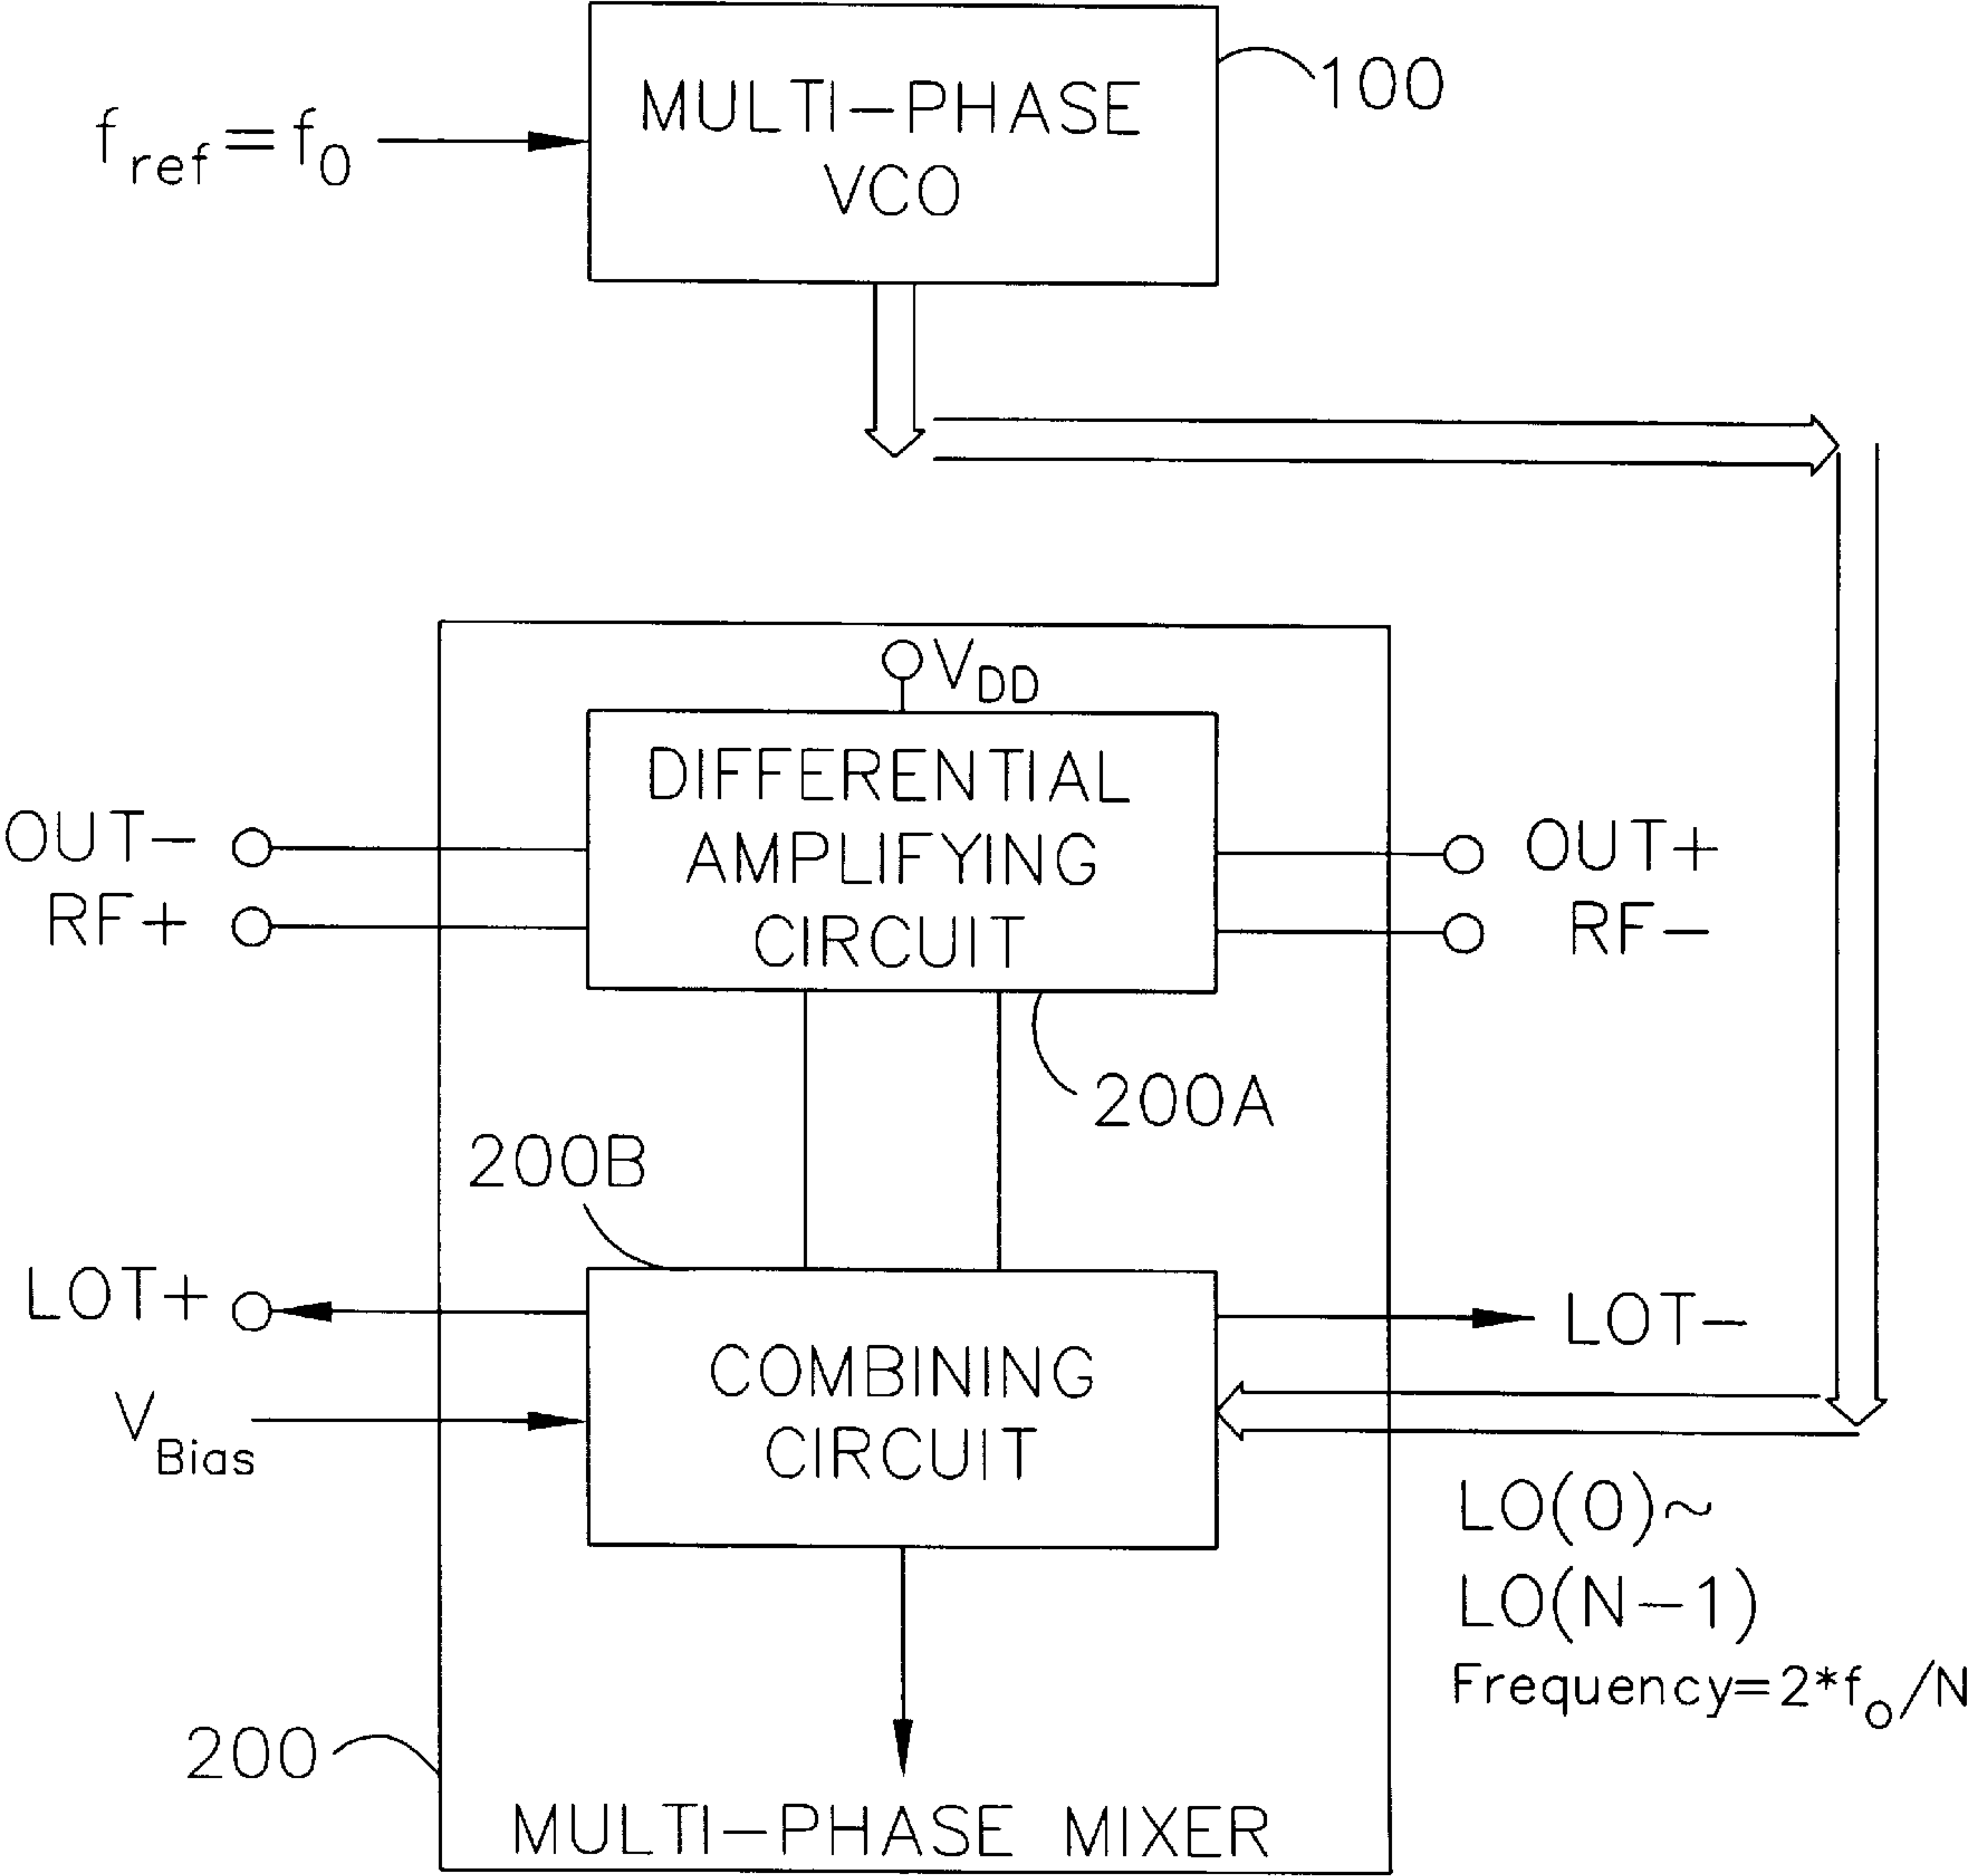 MULTI-PHASE
VCO
100
f_ref=f_0
V_DD
DIFFERENTIAL
AMPLIFYING
CIRCUIT
OUT-
RF+
OUT+
RF-
200A
200B
LOT+
V_Bias
COMBINING
CIRCUIT
LOT-
LO(0)~
LO(N-1)
Frequency=2*f_o/N
200
MULTI-PHASE MIXER